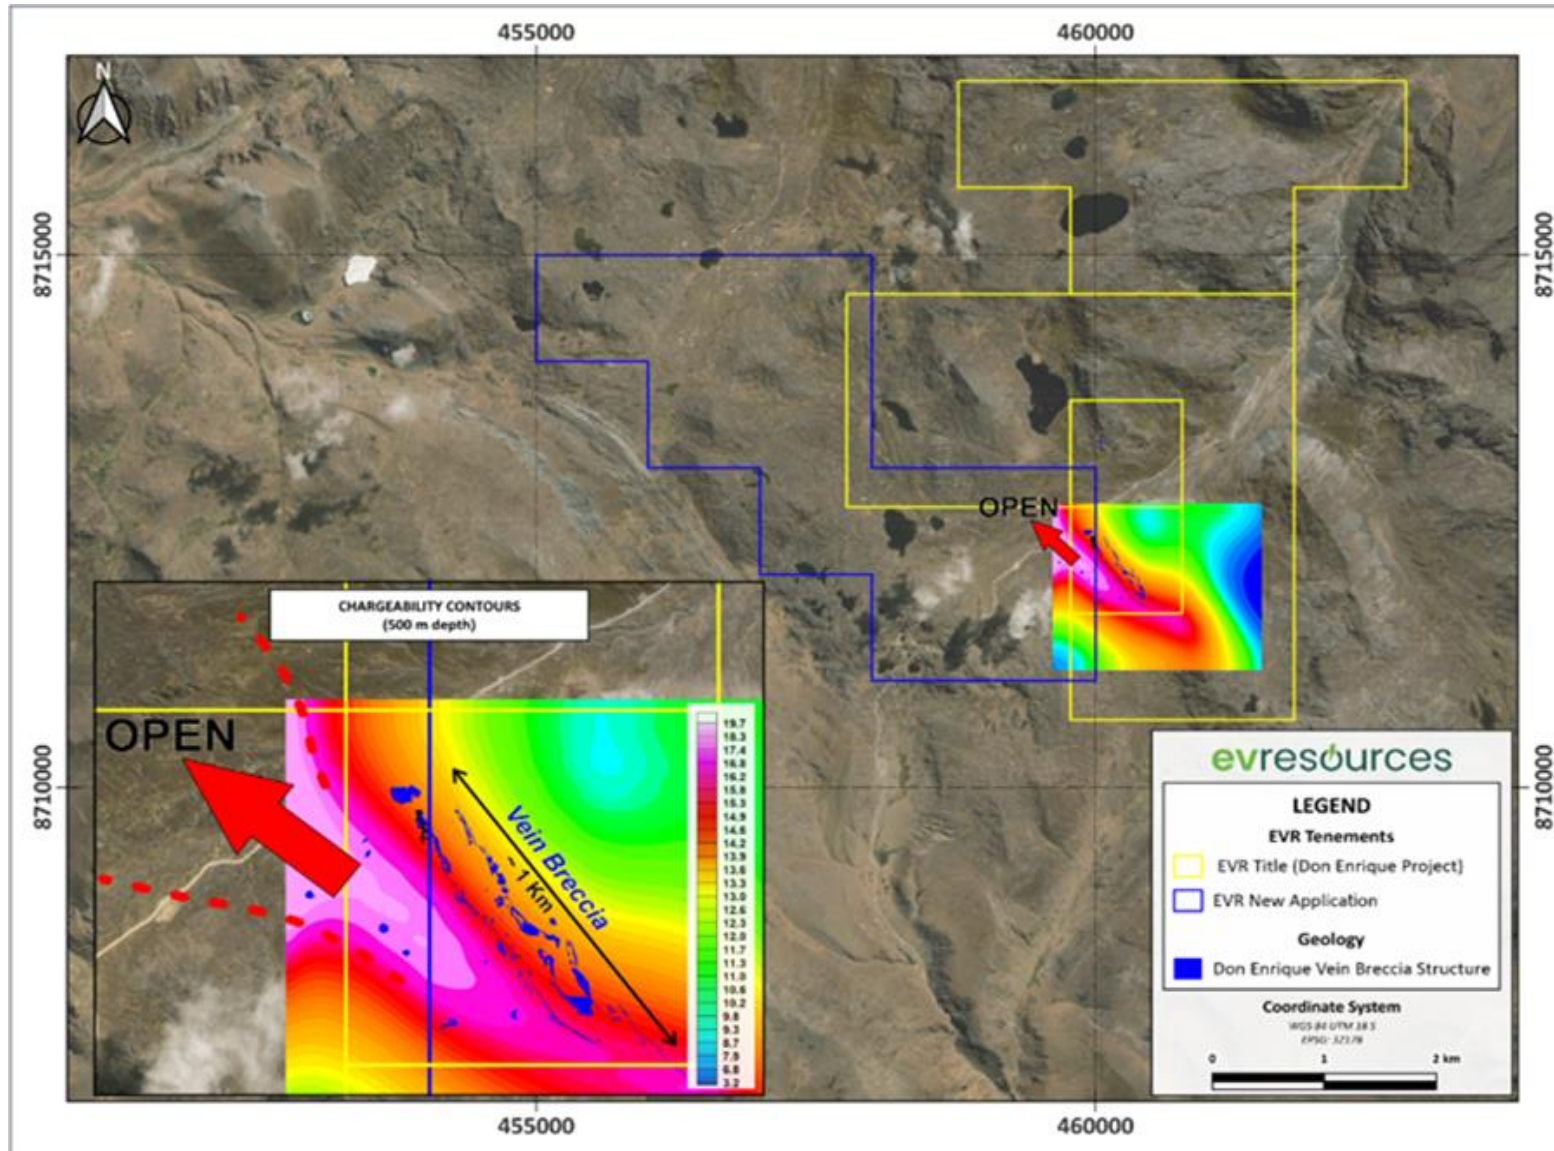 455000
460000
N
8715000
8715000
OPEN
CHARGEABILITY CONTOURS
(500 m depth)
OPEN
Vein Breccia
1 Km
19.7
18.3
17.4
16.8
16.2
15.8
15.3
14.9
14.6
14.2
13.9
13.6
13.3
13.0
12.6
12.3
12.0
11.7
11.3
11.0
10.6
10.2
9.8
9.3
8.7
7.9
6.8
3.2
8710000
8710000
evresources
LEGEND
EVR Tenements
EVR Title (Don Enrique Project)
EVR New Application
Geology
Don Enrique Vein Breccia Structure
Coordinate System
WGS 84 UTM 18 S
EPSG:
0 1 2 km
455000
460000